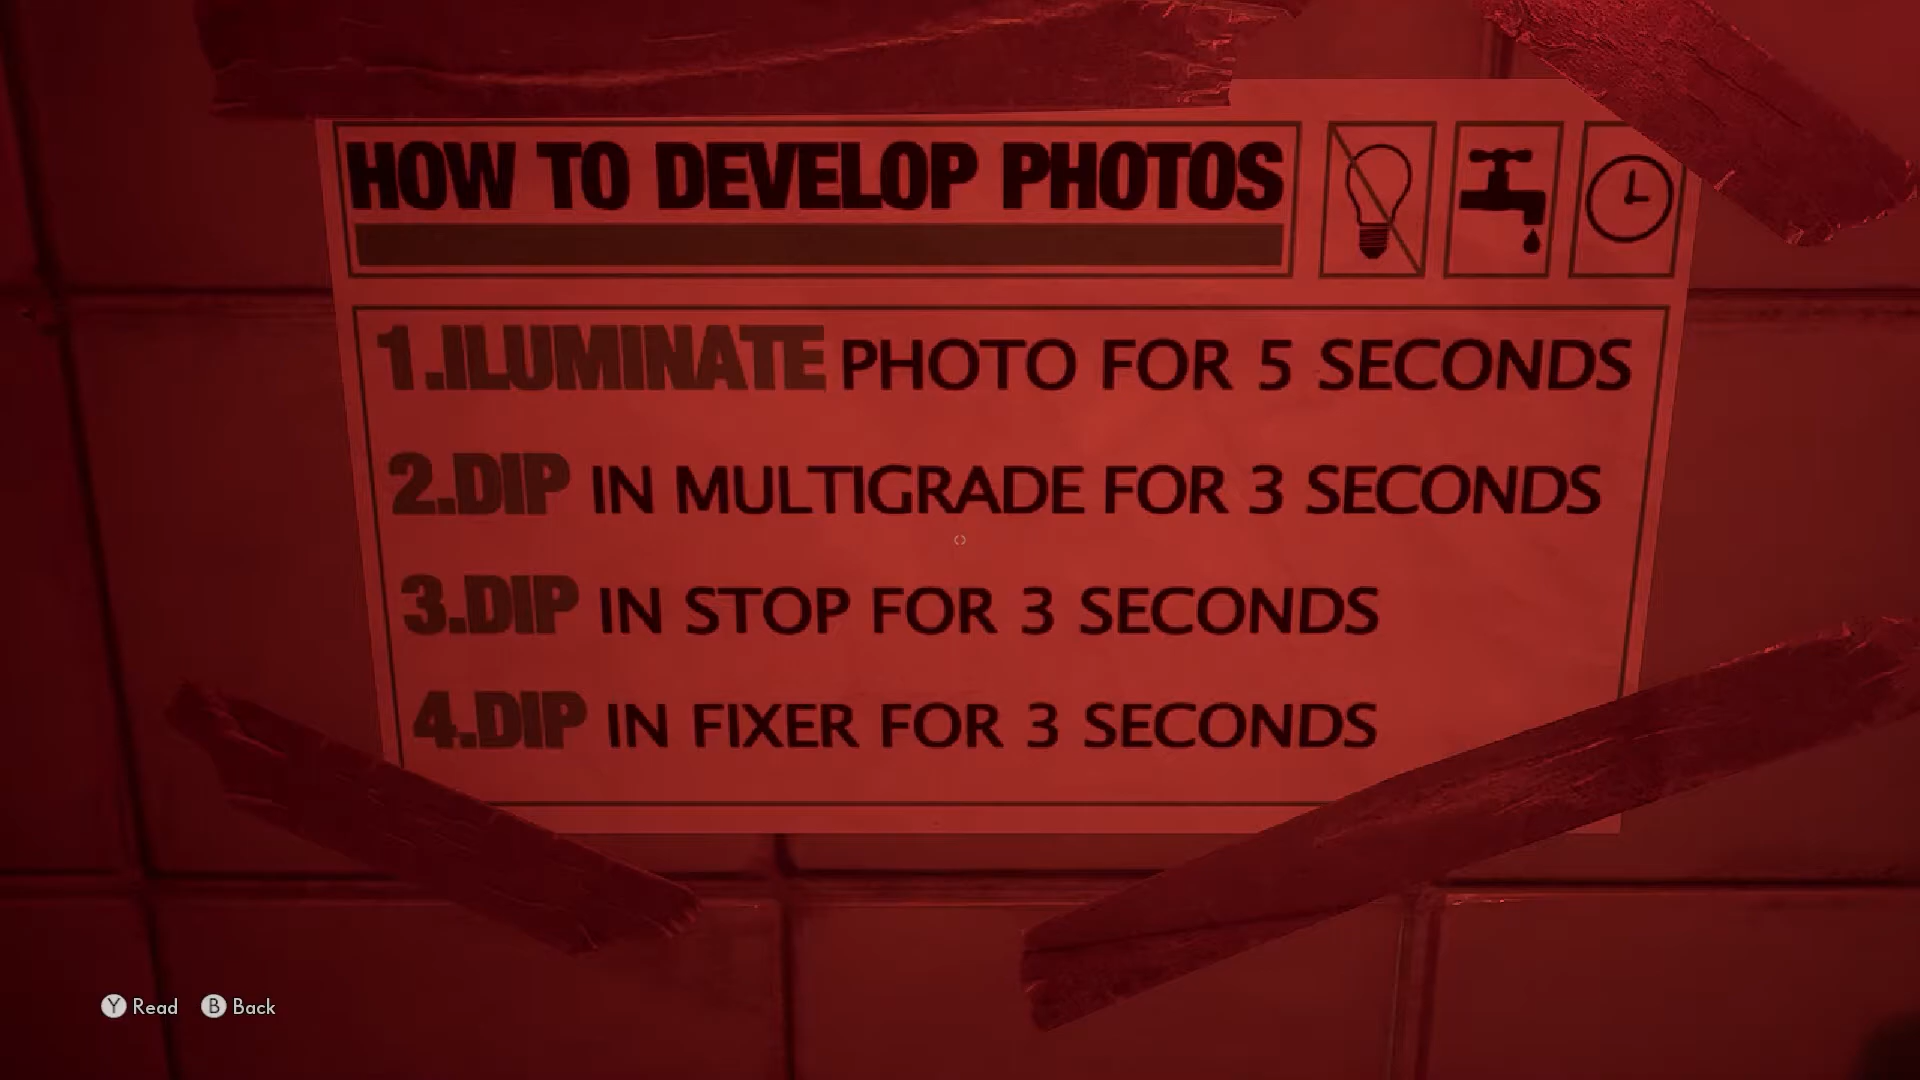 HOW TO DEVELOP PHOTOS
1.ILUMINATE PHOTO FOR 5 SECONDS
2.DIP IN MULTIGRADE FOR 3 SECONDS
3.DIP IN STOP FOR 3 SECONDS
4.DIP IN FIXER FOR 3 SECONDS
Y Read B Back